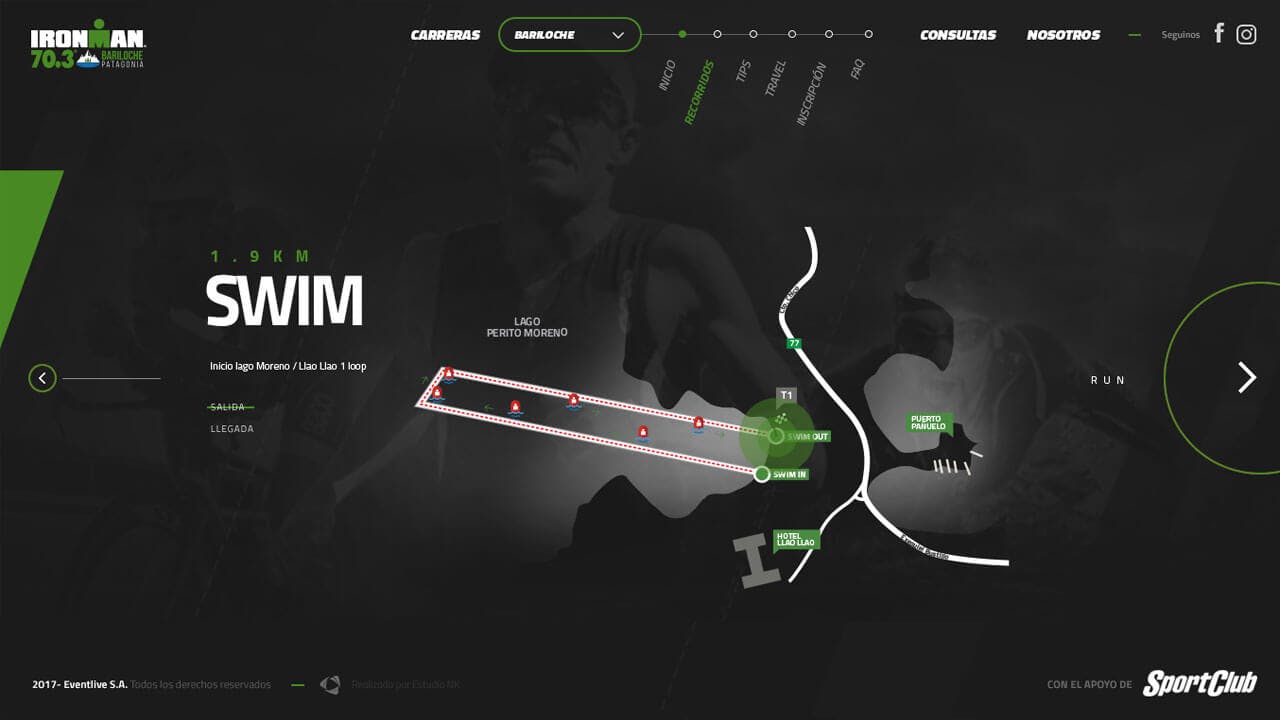 IRONMAN
70.3 BARILOCHE
PATAGONIA
CARRERAS
BARILOCHE
CONSULTAS
NOSOTROS
Seguinos
INICIO
RECORRIDOS
TIPS
TRAVEL
INSCRIPCIÓN
FAQ
1.9KM
SWIM
Inicio lago Moreno / Llao Llao 1 loop
SALIDA
LLEGADA
LAGO
PERITO MORENO
77
T1
SWIM OUT
SWIM IN
PUERTO
PAÑUELO
HOTEL
LLAO LLAO
RUN
2017- Eventlive S.A. Todos los derechos reservados
Realizado por Estudio NK
CON EL APOYO DE
SportClub